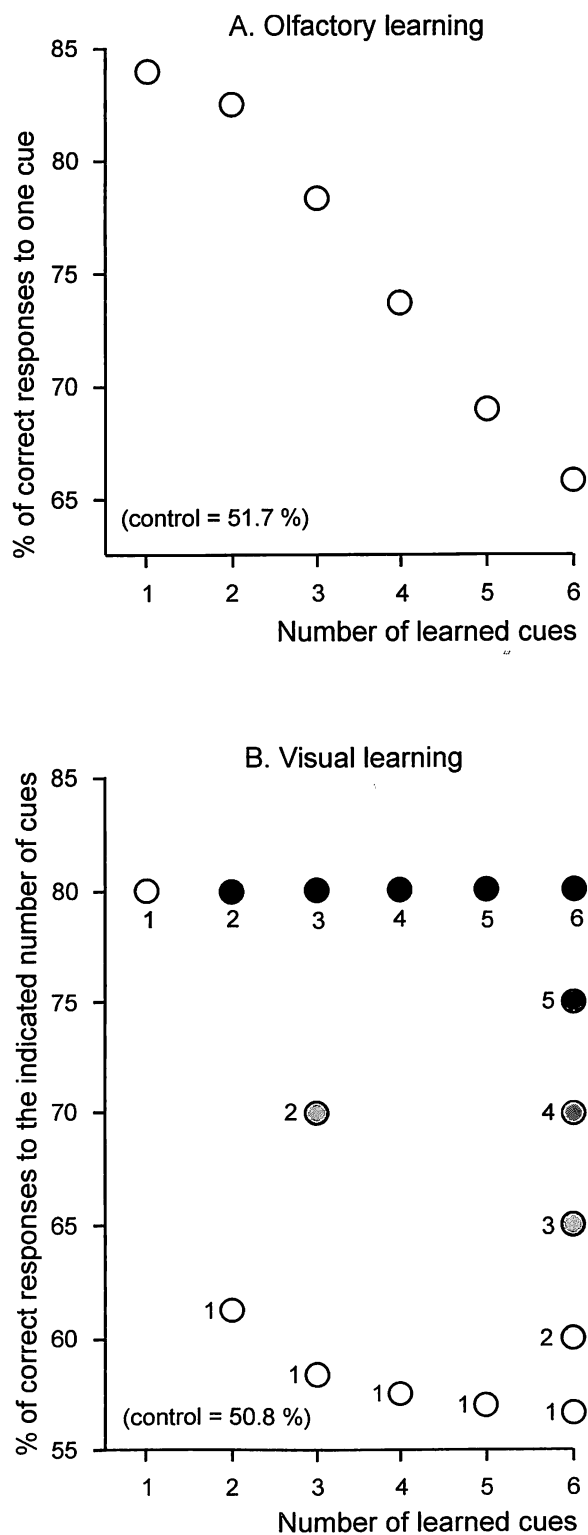 A. Olfactory learning
% of correct responses to one cue
85
80
75
70
65
(control = 51.7 %)
1 2 3 4 5 6
Number of learned cues
B. Visual learning
% of correct responses to the indicated number of cues
85
80
1 2 3 4 5 6
75
5
70
2 4
65
3
1
60
2
1 1 1 1
(control = 50.8 %)
55
1 2 3 4 5 6
Number of learned cues